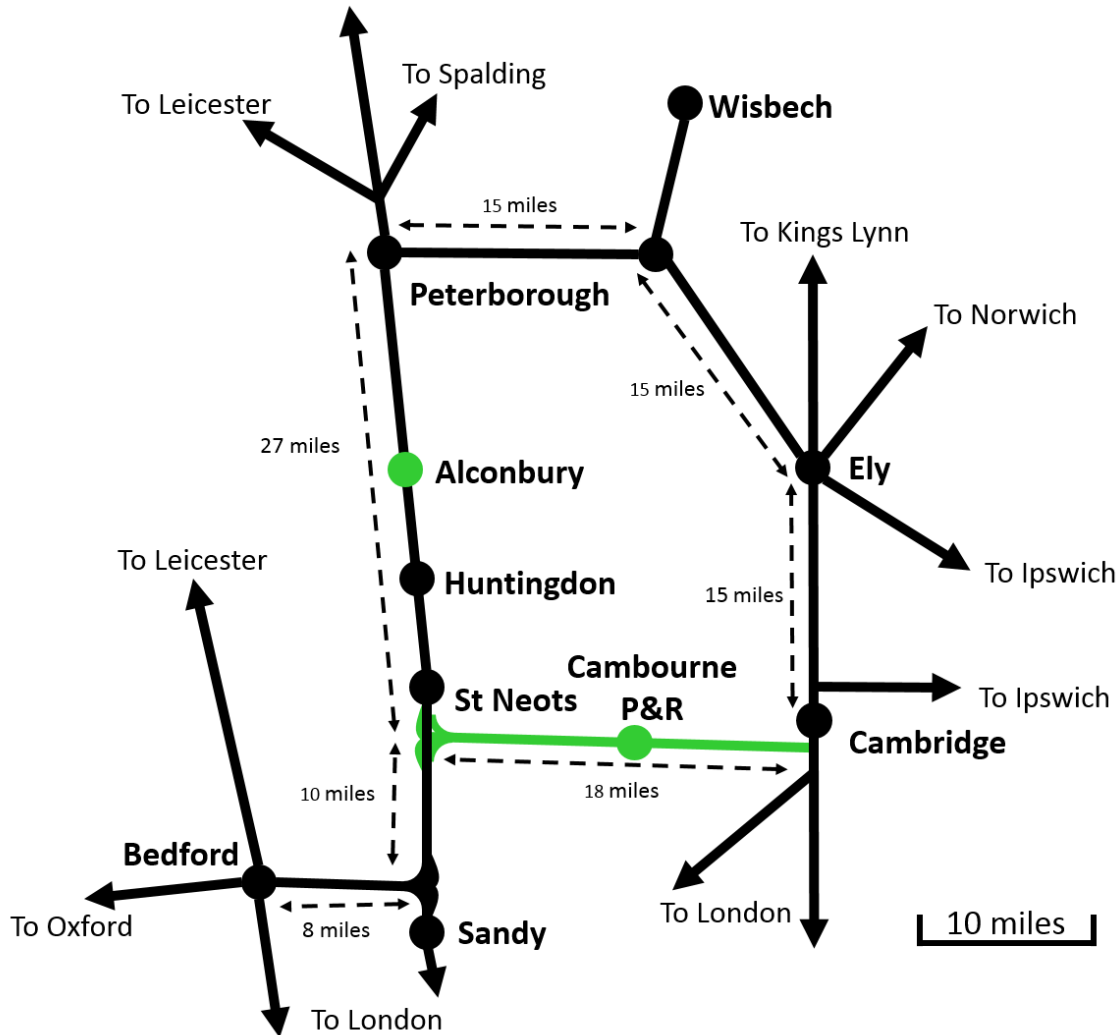 To Spalding
To Leicester
Wisbech
15 miles
To Kings Lynn
Peterborough
To Norwich
15 miles
27 miles
Alconbury
Ely
To Leicester
Huntingdon
To Ipswich
15 miles
Cambourne
P&R
St Neots
To Ipswich
Cambridge
10 miles
18 miles
Bedford
To London
10 miles
To Oxford
8 miles
Sandy
To London